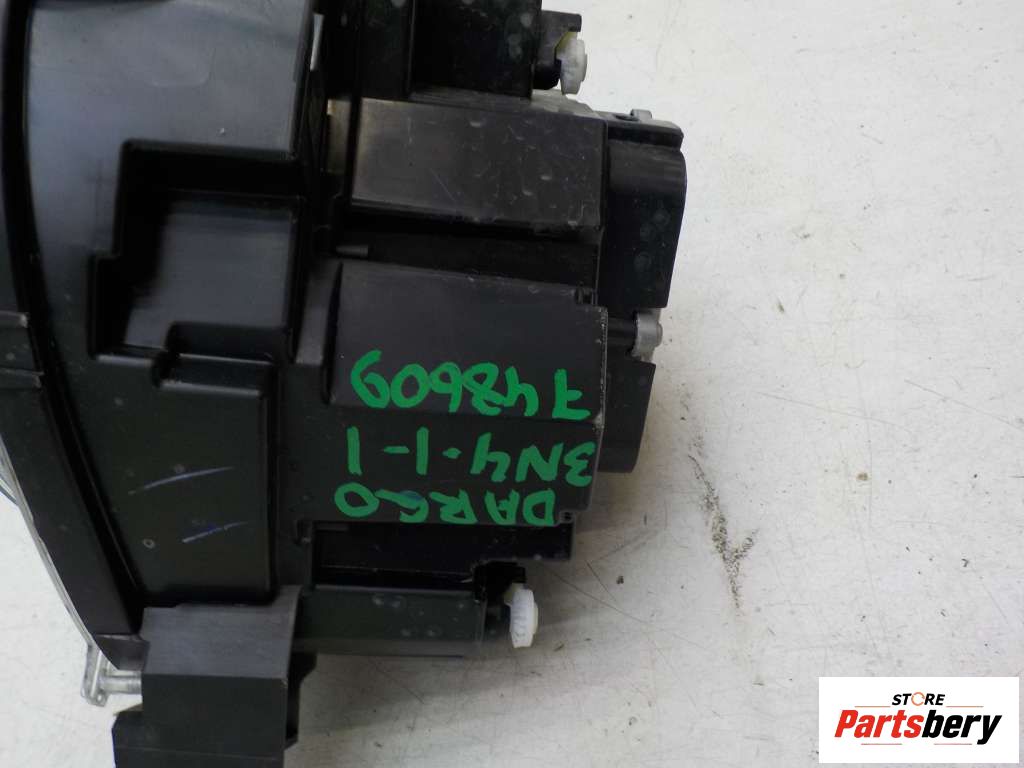 DARGO
3N4-1-1
748609
STORE
Partsbery